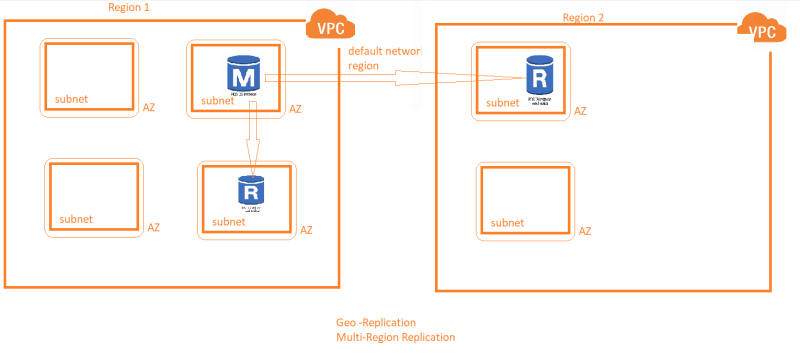 Region 1
Region 2
VPC
VPC
default networ
region
M
R
subnet
subnet
subnet
AZ
AZ
AZ
R
subnet
subnet
subnet
AZ
AZ
AZ
Geo -Replication
Multi-Region Replication